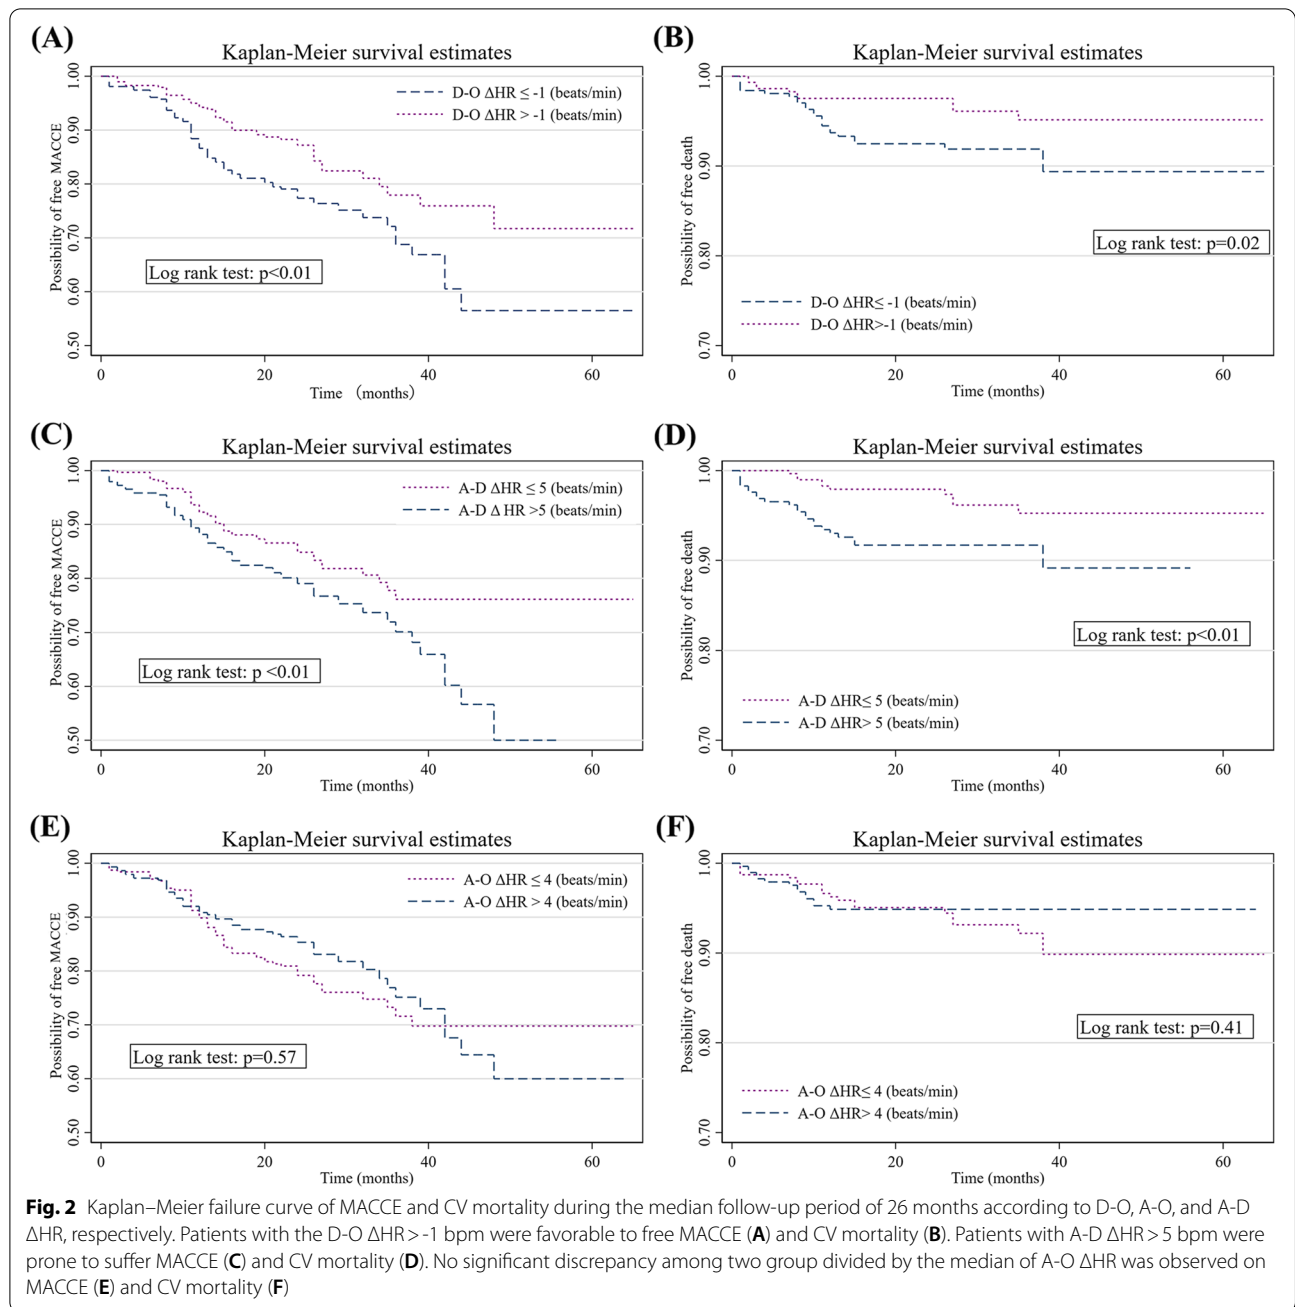 (A)
Kaplan-Meier survival estimates
Possibility of free MACCE
1.00
0.90
0.80
0.70
0.60
0.50
D-O ΔHR ≤ -1 (beats/min)
D-O ΔHR > -1 (beats/min)
Log rank test: p<0.01
0 20 40 60
Time (months)
(B)
Kaplan-Meier survival estimates
Possibility of free death
1.00
0.90
0.80
0.70
Log rank test: p=0.02
D-O ΔHR≤ -1 (beats/min)
D-O ΔHR>-1 (beats/min)
0 20 40 60
Time (months)
(C)
Kaplan-Meier survival estimates
Possibility of free MACCE
1.00
0.90
0.80
0.70
0.60
0.50
A-D ΔHR ≤ 5 (beats/min)
A-D Δ HR >5 (beats/min)
Log rank test: p <0.01
0 20 40 60
Time (months)
(D)
Kaplan-Meier survival estimates
Possibility of free death
1.00
0.90
0.80
0.70
Log rank test: p<0.01
A-D ΔHR≤ 5 (beats/min)
A-D ΔHR> 5 (beats/min)
0 20 40 60
Time (months)
(E)
Kaplan-Meier survival estimates
Possibility of free MACCE
1.00
0.90
0.80
0.70
0.60
0.50
A-O ΔHR ≤ 4 (beats/min)
A-O ΔHR > 4 (beats/min)
Log rank test: p=0.57
0 20 40 60
Time (months)
(F)
Kaplan-Meier survival estimates
Possibility of free death
1.00
0.90
0.80
0.70
Log rank test: p=0.41
A-O ΔHR≤ 4 (beats/min)
A-O ΔHR> 4 (beats/min)
0 20 40 60
Time (months)
Fig. 2 Kaplan–Meier failure curve of MACCE and CV mortality during the median follow-up period of 26 months according to D-O, A-O, and A-D
ΔHR, respectively. Patients with the D-O ΔHR > -1 bpm were favorable to free MACCE (A) and CV mortality (B). Patients with A-D ΔHR > 5 bpm were
prone to suffer MACCE (C) and CV mortality (D). No significant discrepancy among two group divided by the median of A-O ΔHR was observed on
MACCE (E) and CV mortality (F)